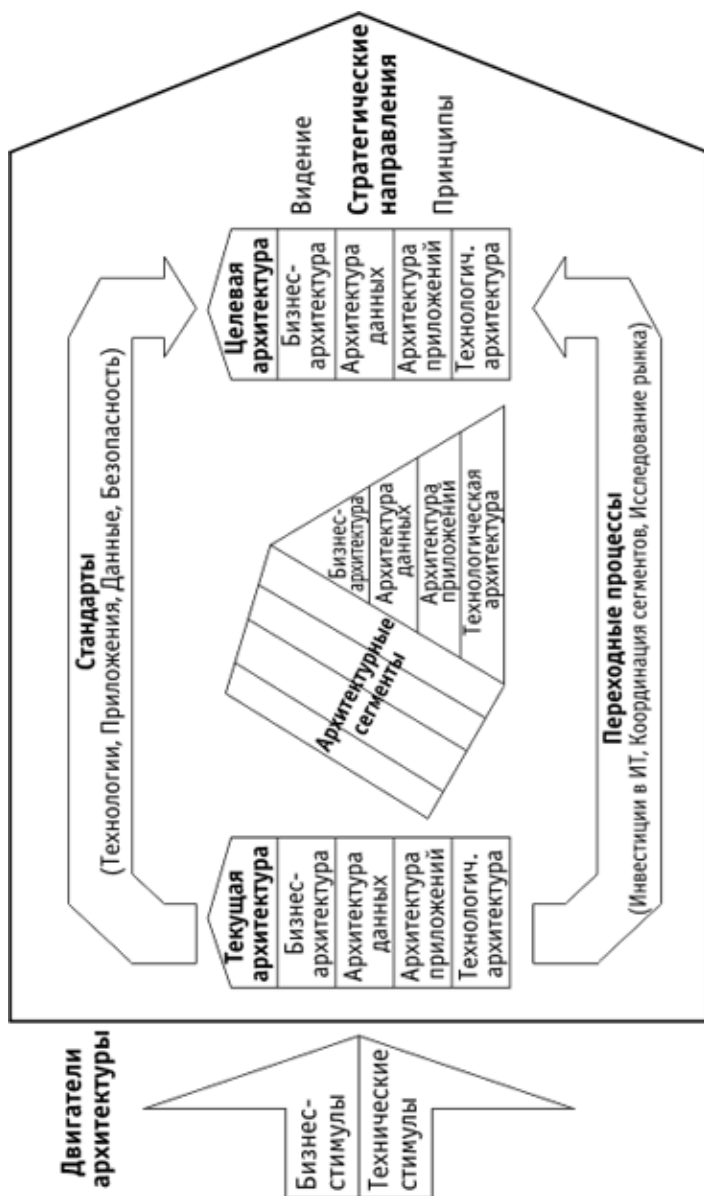 Двигатели
архитектуры
Бизнес-
стимулы
Технические
стимулы
Стандарты
(Технологии, Приложения, Данные, Безопасность)
Текущая
архитектура
Бизнес-
архитектура
Архитектура
данных
Архитектура
приложений
Технологич.
архитектура
Архитектурные
сегменты
Бизнес-
архитектура
Архитектура
данных
Архитектура
приложений
Технологическая
архитектура
Целевая
архитектура
Бизнес-
архитектура
Архитектура
данных
Архитектура
приложений
Технологич.
архитектура
Видение
Стратегические
направления
Принципы
Переходные процессы
(Инвестиции в ИТ, Координация сегментов, Исследование рынка)